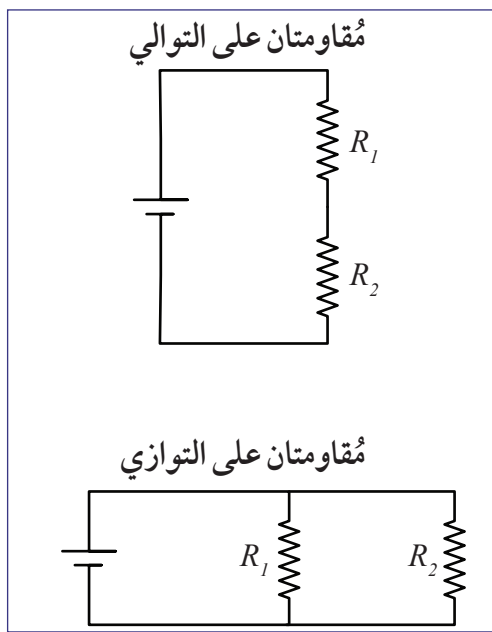 مُقاومتان على التوالي
R₁
R₂
مُقاومتان على التوازي
R₁ R₂